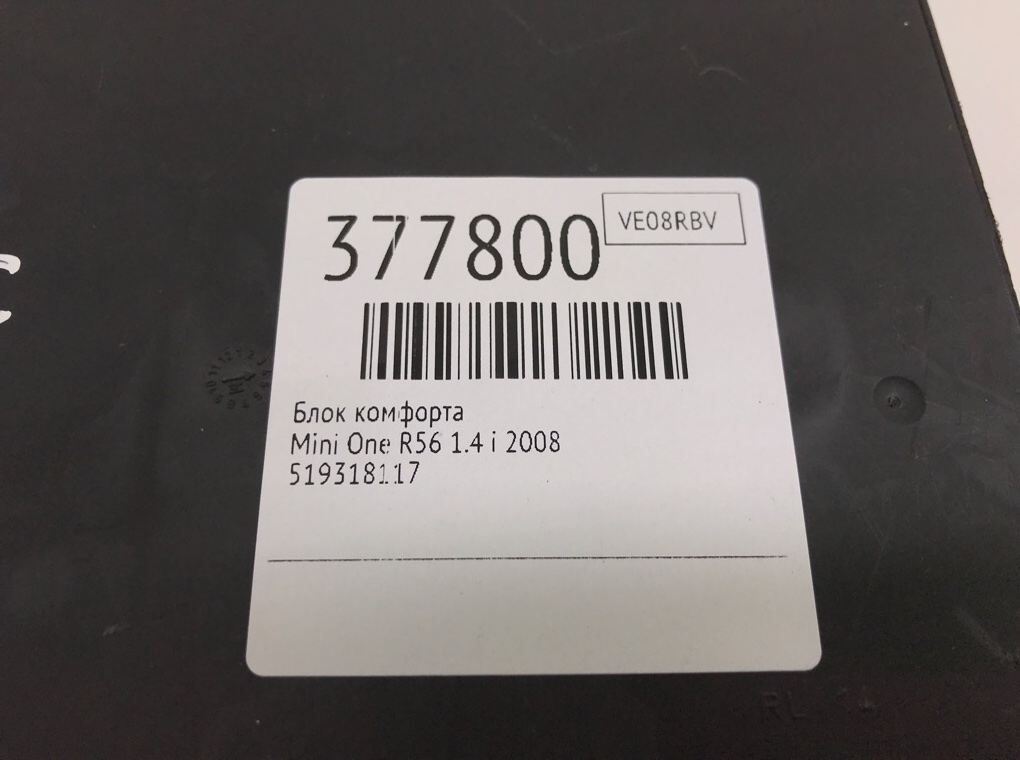 377800
VE08RBV
Блок комфорта
Mini One R56 1.4 i 2008
519318117